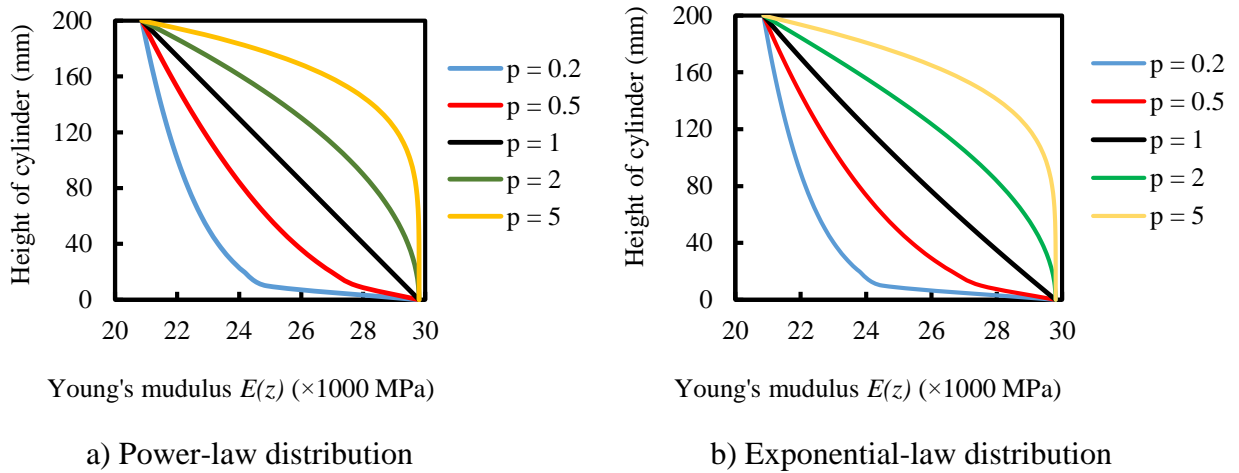 Height of cylinder (mm)
200
160
120
80
40
0
20 22 24 26 28 30
Young's mudulus E(z) (×1000 MPa)
p = 0.2
p = 0.5
p = 1
p = 2
p = 5
a) Power-law distribution
Height of cylinder (mm)
200
160
120
80
40
0
20 22 24 26 28 30
Young's mudulus E(z) (×1000 MPa)
p = 0.2
p = 0.5
p = 1
p = 2
p = 5
b) Exponential-law distribution